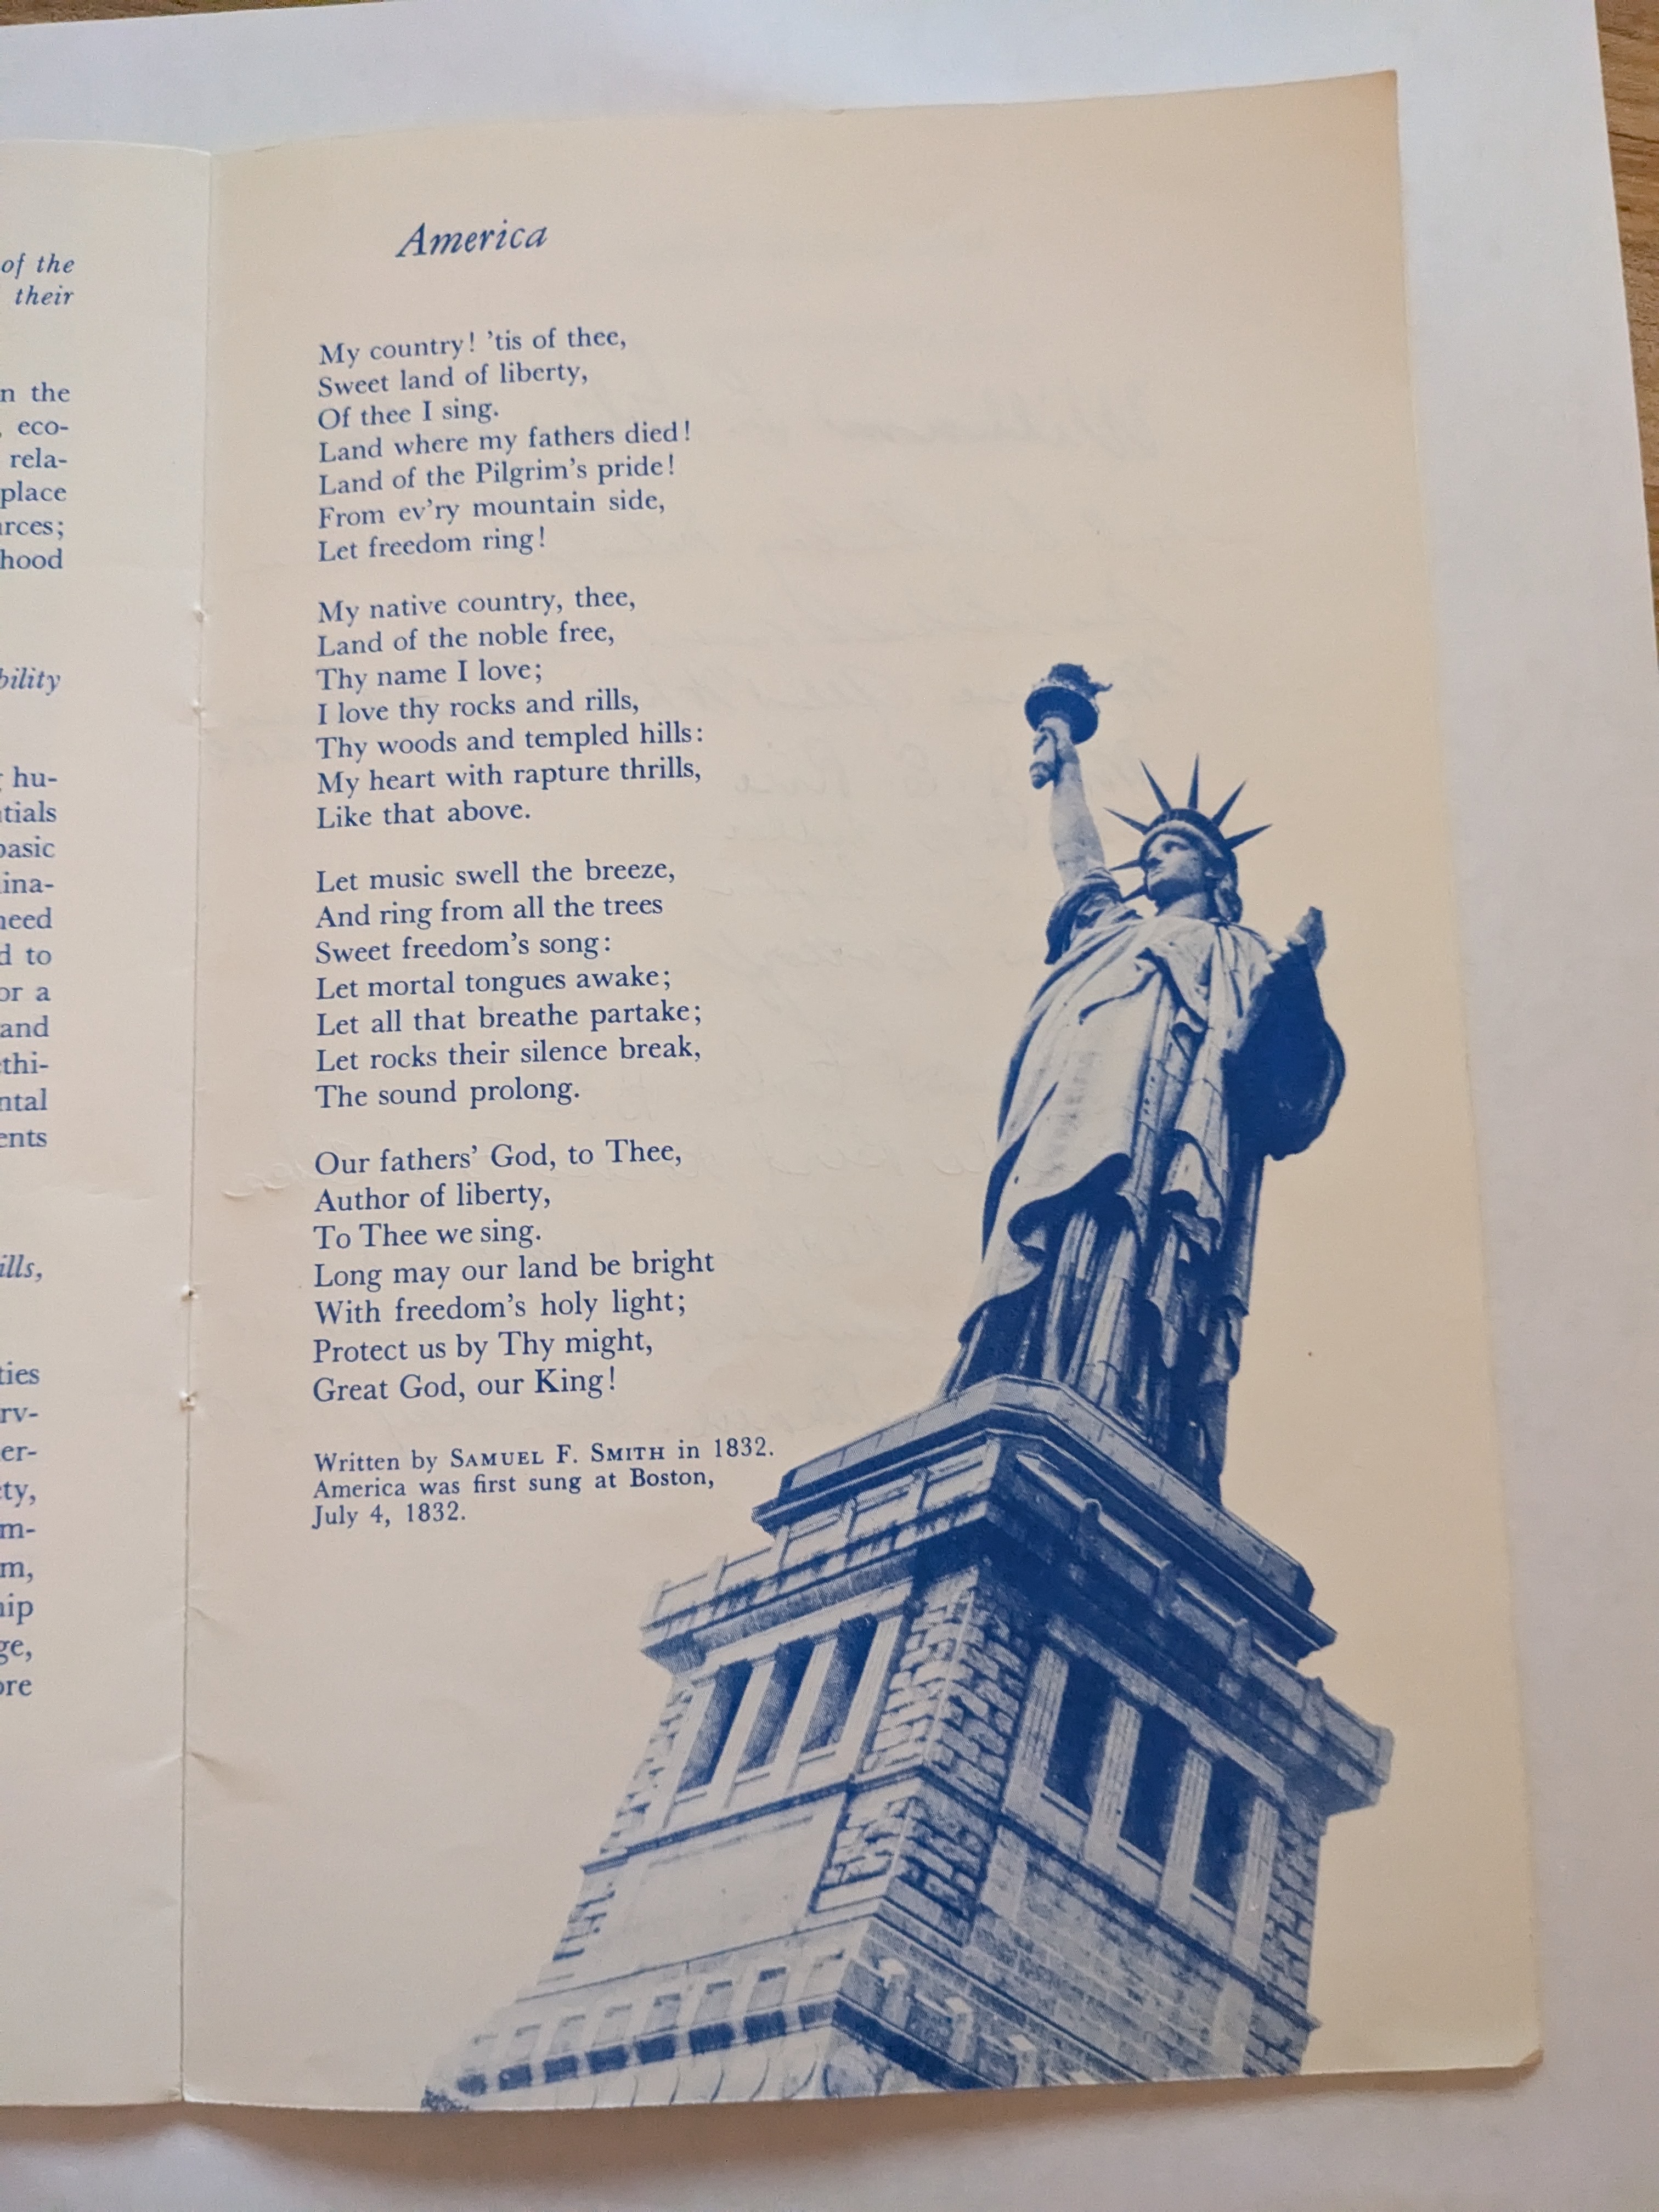 of the
their
n the
eco-
rela-
place
rces;
hood
bility
hu-
tials
basic
ina-
need
d to
or a
and
thi-
ntal
ents
ills,
ties
rv-
er-
ty,
m-
m,
hip
ge,
ore
America
My country! ’tis of thee,
Sweet land of liberty,
Of thee I sing.
Land where my fathers died!
Land of the Pilgrim’s pride!
From ev’ry mountain side,
Let freedom ring!
My native country, thee,
Land of the noble free,
Thy name I love;
I love thy rocks and rills,
Thy woods and templed hills:
My heart with rapture thrills,
Like that above.
Let music swell the breeze,
And ring from all the trees
Sweet freedom’s song:
Let mortal tongues awake;
Let all that breathe partake;
Let rocks their silence break,
The sound prolong.
Our fathers’ God, to Thee,
Author of liberty,
To Thee we sing.
Long may our land be bright
With freedom’s holy light;
Protect us by Thy might,
Great God, our King!
Written by SAMUEL F. SMITH in 1832.
America was first sung at Boston,
July 4, 1832.